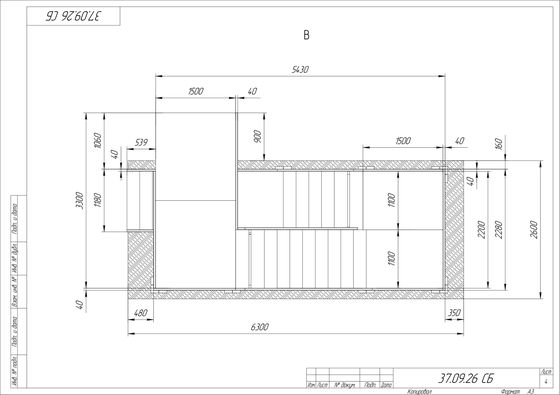 37.09.26 СБ
В
5430
1500
40
1060
539
40
900
1500
40
160
40
3300
1180
1100
1100
2200
2280
2600
40
480
350
6300
Инв. № подл.
Подп. и дата
Взам. инв. №
Инв. № дубл.
Подп. и дата
Изм. Лист
№ докум.
Подп.
Дата
37.09.26 СБ
Лист
4
Копировал
Формат А3